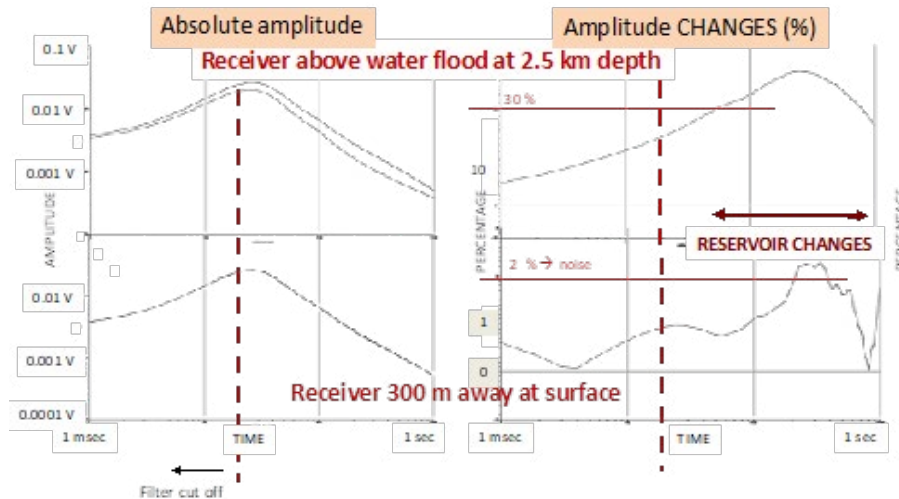 Absolute amplitude
Amplitude CHANGES (%)
Receiver above water flood at 2.5 km depth
0.1 V
0.01 V
0.001 V
AMPLITUDE
0.01 V
0.001 V
0.0001 V
1 msec
TIME
1 sec
Filter cut off
30 %
10
PERCENTAGE
RESERVOIR CHANGES
PERCENTAGE
2 % → noise
1
0
Receiver 300 m away at surface
1 msec
TIME
1 sec